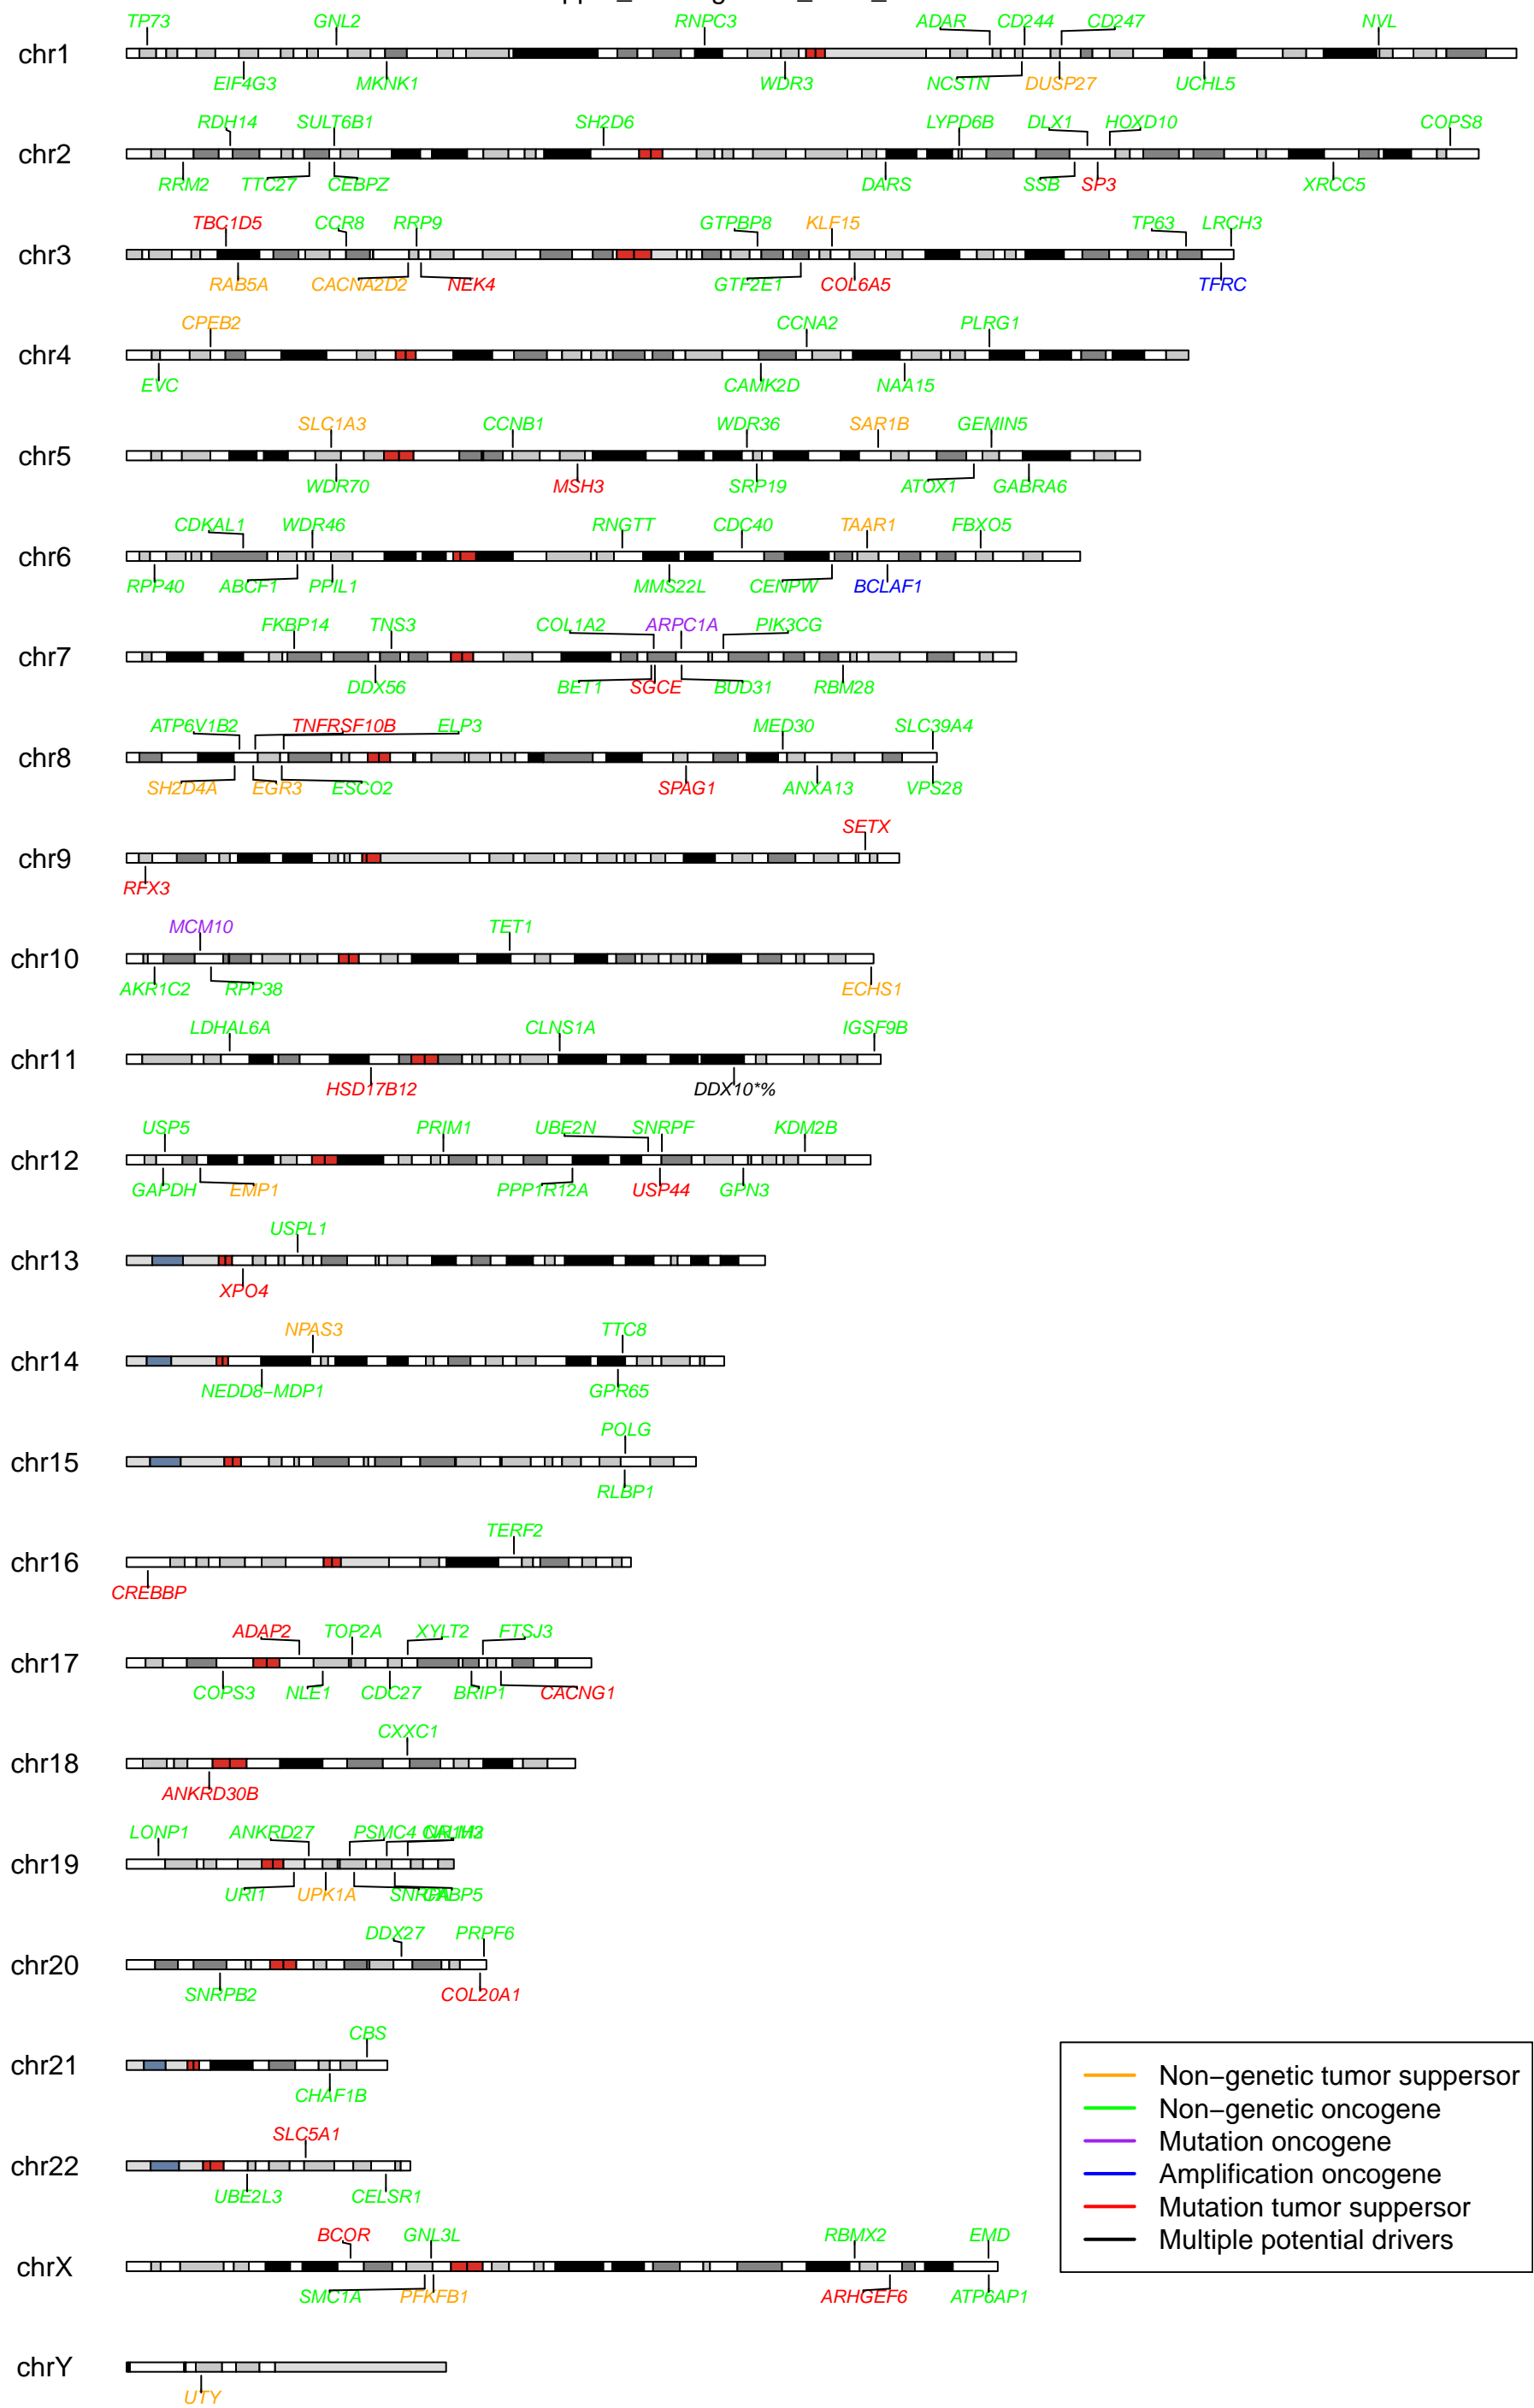 TP73 GNL2 RNPC3 ADAR CD244 CD247 NVL
chr1
EIF4G3 MKNK1 WDR3 NCSTN DUSP27 UCHL5
RDH14 SULT6B1 SH2D6 LYPD6B DLX1 HOXD10 COPS8
chr2
RRM2 TTC27 CEBPZ DARS SSB SP3 XRCC5
TBC1D5 CCR8 RRP9 GTPBP8 KLF15 TP63 LRCH3
chr3
RAB5A CACNA2D2 NEK4 GTF2E1 COL6A5 TFRC
CPEB2 CCNA2 PLRG1
chr4
EVC CAMK2D NAA15
SLC1A3 CCNB1 WDR36 SAR1B GEMIN5
chr5
WDR70 MSH3 SRP19 ATOX1 GABRA6
CDKAL1 WDR46 RNGTT CDC40 TAAR1 FBXO5
chr6
RPP40 ABCF1 PPIL1 MMS22L CENPW BCLAF1
FKBP14 TNS3 COL1A2 ARPC1A PIK3CG
chr7
DDX56 BET1 SGCE BUD31 RBM28
ATP6V1B2 TNFRSF10B ELP3 MED30 SLC39A4
chr8
SH2D4A EGR3 ESCO2 SPAG1 ANXA13 VPS28
SETX
chr9
RFX3
MCM10 TET1
chr10
AKR1C2 RPP38 ECHS1
LDHAL6A CLNS1A IGSF9B
chr11
HSD17B12 DDX10*%
USP5 PRIM1 UBE2N SNRPF KDM2B
chr12
GAPDH EMP1 PPP1R12A USP44 GPN3
USPL1
chr13
XPO4
NPAS3 TTC8
chr14
NEDD8−MDP1 GPR65
POLG
chr15
RLBP1
TERF2
chr16
CREBBP
ADAP2 TOP2A XYLT2 FTSJ3
chr17
COPS3 NLE1 CDC27 BRIP1 CACNG1
CXXC1
chr18
ANKRD30B
LONP1 ANKRD27 PSMC4
chr19
URI1 UPK1A
DDX27 PRPF6
chr20
SNRPB2 COL20A1
CBS
chr21
CHAF1B
SLC5A1
chr22
UBE2L3 CELSR1
BCOR GNL3L RBMX2 EMD
chrX
SMC1A PFKFB1 ARHGEF6 ATP6AP1
chrY
UTY
Non−genetic tumor suppersor
Non−genetic oncogene
Mutation oncogene
Amplification oncogene
Mutation tumor suppersor
Multiple potential drivers